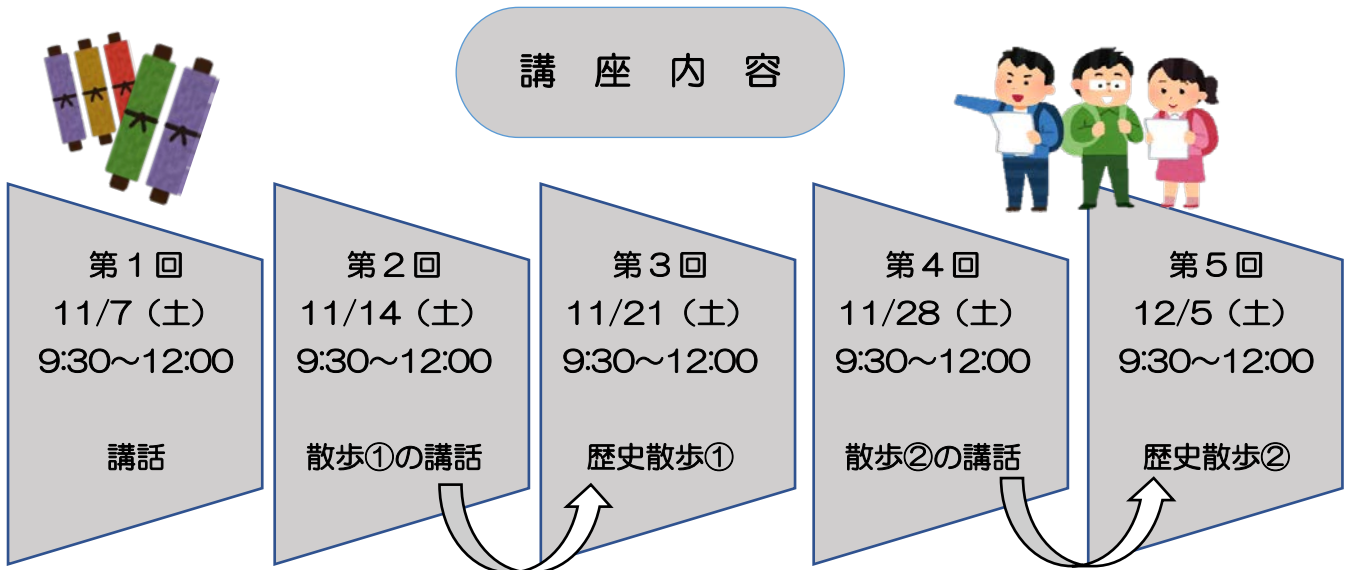 講 座 内 容
第１回
11/7（土）
9:30～12:00
講話
第２回
11/14（土）
9:30～12:00
散歩①の講話
第３回
11/21（土）
9:30～12:00
歴史散歩①
第４回
11/28（土）
9:30～12:00
散歩②の講話
第５回
12/5（土）
9:30～12:00
歴史散歩②